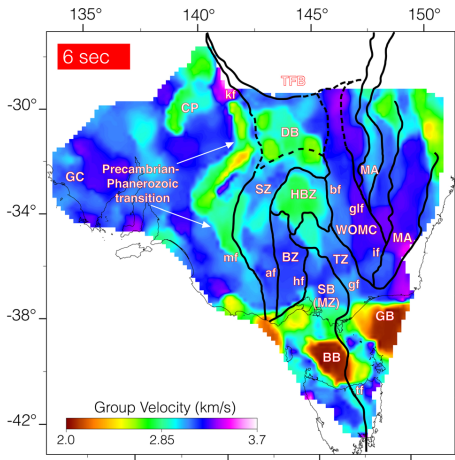 135° 140° 145° 150°
6 sec
TFB
kf
CP
-30°
DB
GC
Precambrian-
Phanerozoic
transition
MA
SZ
HBZ
bf
glf
-34°
WOMC
MA
mf
BZ
TZ
if
af
hf
SB
(MZ)
gf
-38°
GB
BB
tf
Group Velocity (km/s)
2.0 2.85 3.7
-42°